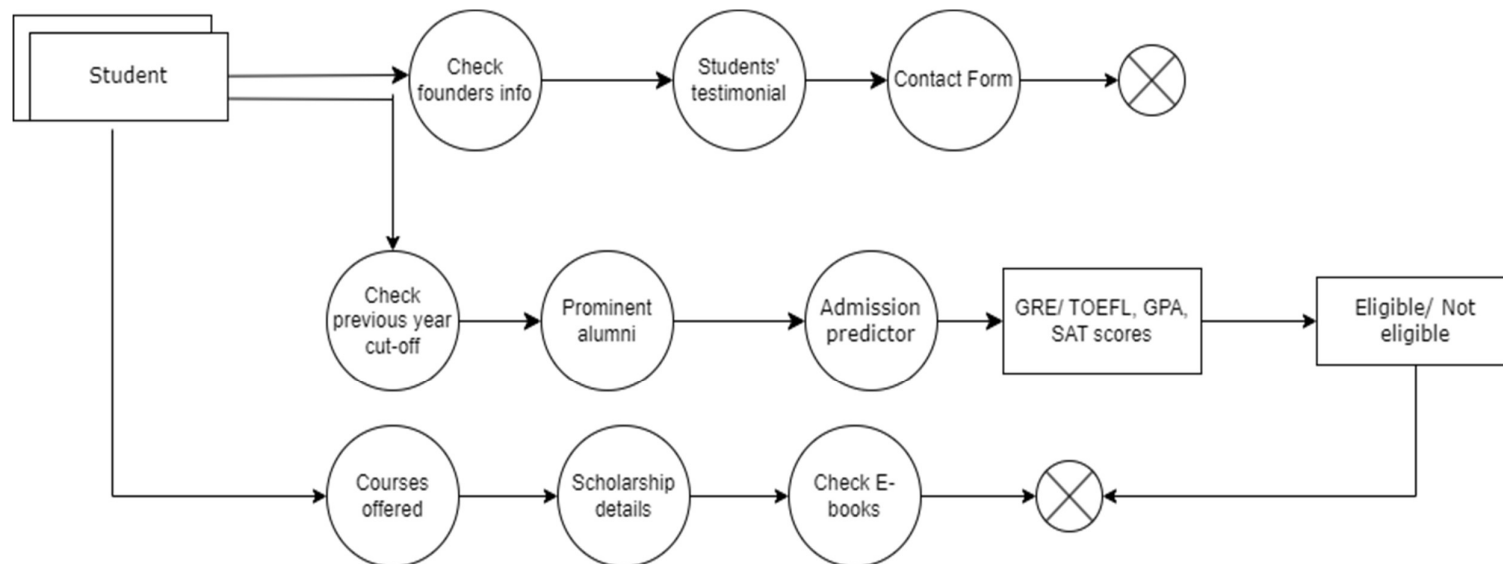 Student
Check
founders info
Students'
testimonial
Contact Form
Check
previous year
cut-off
Prominent
alumni
Admission
predictor
GRE/ TOEFL, GPA,
SAT scores
Eligible/ Not
eligible
Courses
offered
Scholarship
details
Check E-
books